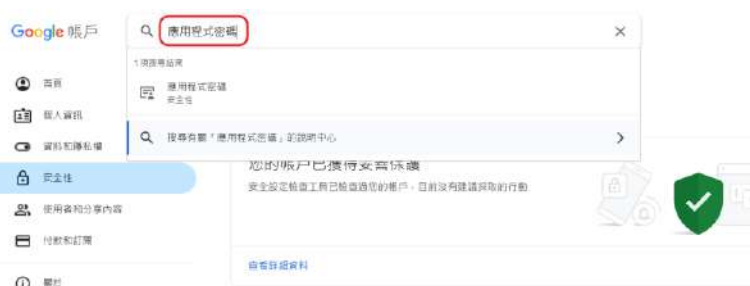 Google 帳戶
應用程式密碼
1 項搜尋結果
首頁
應用程式密碼
安全性
個人資訊
搜尋有關「應用程式密碼」的說明中心
資料和隱私權
您的帳戶已獲得妥善保護
安全性
安全設定檢查工具已檢查過您的帳戶，目前沒有建議採取的行動
使用者和分享內容
付款和訂閱
查看詳細資料
關於